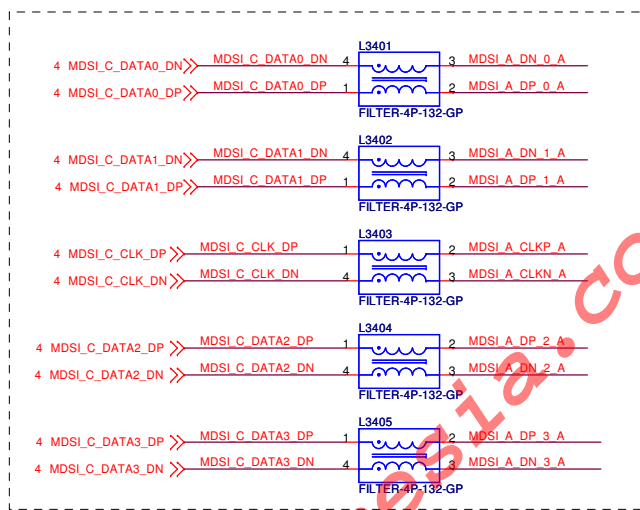 L3401
4 MDSI_C_DATA0_DN MDSI_C_DATA0_DN 4 3 MDSI_A_DN_0_A
4 MDSI_C_DATA0_DP MDSI_C_DATA0_DP 1 2 MDSI_A_DP_0_A
FILTER-4P-132-GP
L3402
4 MDSI_C_DATA1_DN MDSI_C_DATA1_DN 4 3 MDSI_A_DN_1_A
4 MDSI_C_DATA1_DP MDSI_C_DATA1_DP 1 2 MDSI_A_DP_1_A
FILTER-4P-132-GP
L3403
4 MDSI_C_CLK_DP MDSI_C_CLK_DP 1 2 MDSI_A_CLKP_A
4 MDSI_C_CLK_DN MDSI_C_CLK_DN 4 3 MDSI_A_CLKN_A
FILTER-4P-132-GP
L3404
4 MDSI_C_DATA2_DP MDSI_C_DATA2_DP 1 2 MDSI_A_DP_2_A
4 MDSI_C_DATA2_DN MDSI_C_DATA2_DN 4 3 MDSI_A_DN_2_A
FILTER-4P-132-GP
L3405
4 MDSI_C_DATA3_DP MDSI_C_DATA3_DP 1 2 MDSI_A_DP_3_A
4 MDSI_C_DATA3_DN MDSI_C_DATA3_DN 4 3 MDSI_A_DN_3_A
FILTER-4P-132-GP